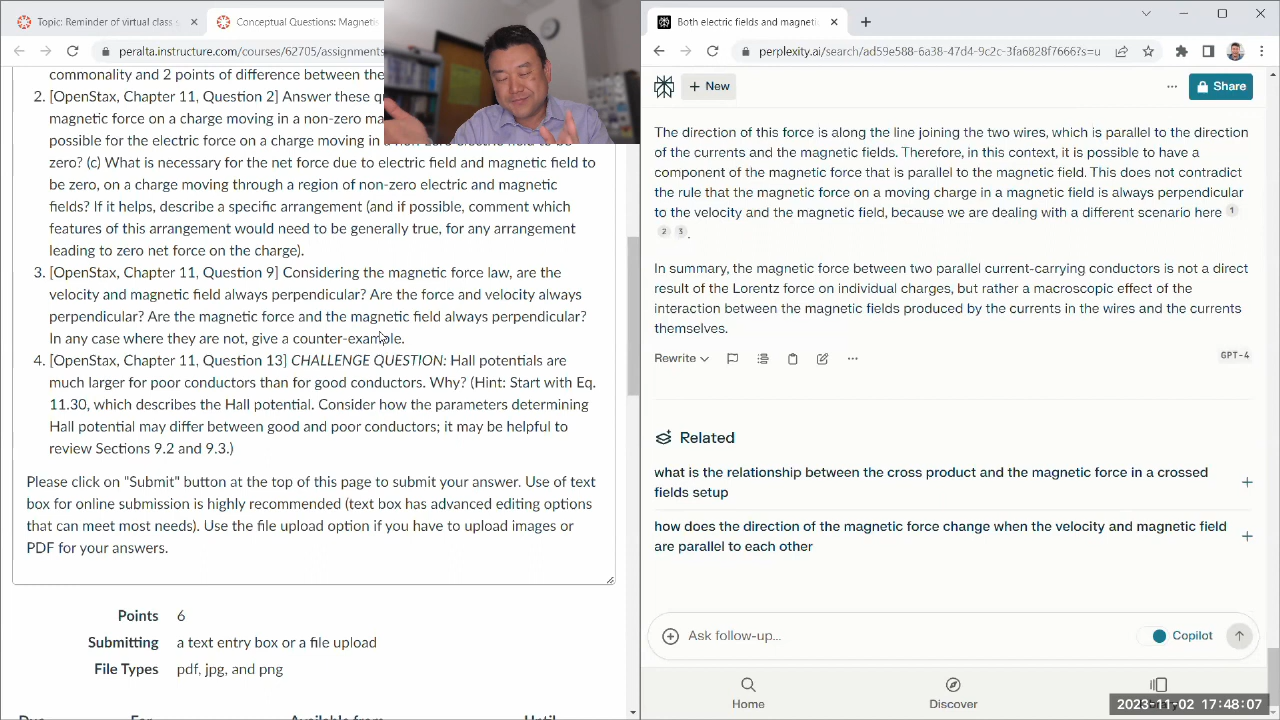 Topic: Reminder of virtual class s
Conceptual Questions: Magnetis
Both electric fields and magneti
peralta.instructure.com/courses/62705/assignments
perplexity.ai/search/ad59e588-6a38-47d4-9c2c-3fa6828f7666?s=u
New
Share
commonality and 2 points of difference between the
2. [OpenStax, Chapter 11, Question 2] Answer these q
magnetic force on a charge moving in a non-zero ma
possible for the electric force on a charge moving in a non-zero electric field to be
zero? (c) What is necessary for the net force due to electric field and magnetic field to
be zero, on a charge moving through a region of non-zero electric and magnetic
fields? If it helps, describe a specific arrangement (and if possible, comment which
features of this arrangement would need to be generally true, for any arrangement
leading to zero net force on the charge).
3. [OpenStax, Chapter 11, Question 9] Considering the magnetic force law, are the
velocity and magnetic field always perpendicular? Are the force and velocity always
perpendicular? Are the magnetic force and the magnetic field always perpendicular?
In any case where they are not, give a counter-example.
4. [OpenStax, Chapter 11, Question 13] CHALLENGE QUESTION: Hall potentials are
much larger for poor conductors than for good conductors. Why? (Hint: Start with Eq.
11.30, which describes the Hall potential. Consider how the parameters determining
Hall potential may differ between good and poor conductors; it may be helpful to
review Sections 9.2 and 9.3.)
Please click on "Submit" button at the top of this page to submit your answer. Use of text
box for online submission is highly recommended (text box has advanced editing options
that can meet most needs). Use the file upload option if you have to upload images or
PDF for your answers.
Points 6
Submitting a text entry box or a file upload
File Types pdf, jpg, and png
Due For Available from Until
The direction of this force is along the line joining the two wires, which is parallel to the direction
of the currents and the magnetic fields. Therefore, in this context, it is possible to have a
component of the magnetic force that is parallel to the magnetic field. This does not contradict
the rule that the magnetic force on a moving charge in a magnetic field is always perpendicular
to the velocity and the magnetic field, because we are dealing with a different scenario here 1
2 3 .
In summary, the magnetic force between two parallel current-carrying conductors is not a direct
result of the Lorentz force on individual charges, but rather a macroscopic effect of the
interaction between the magnetic fields produced by the currents in the wires and the currents
themselves.
Rewrite
GPT-4
Related
what is the relationship between the cross product and the magnetic force in a crossed
fields setup
how does the direction of the magnetic force change when the velocity and magnetic field
are parallel to each other
Ask follow-up...
Copilot
Home
Discover
2023-11-02 17:48:07